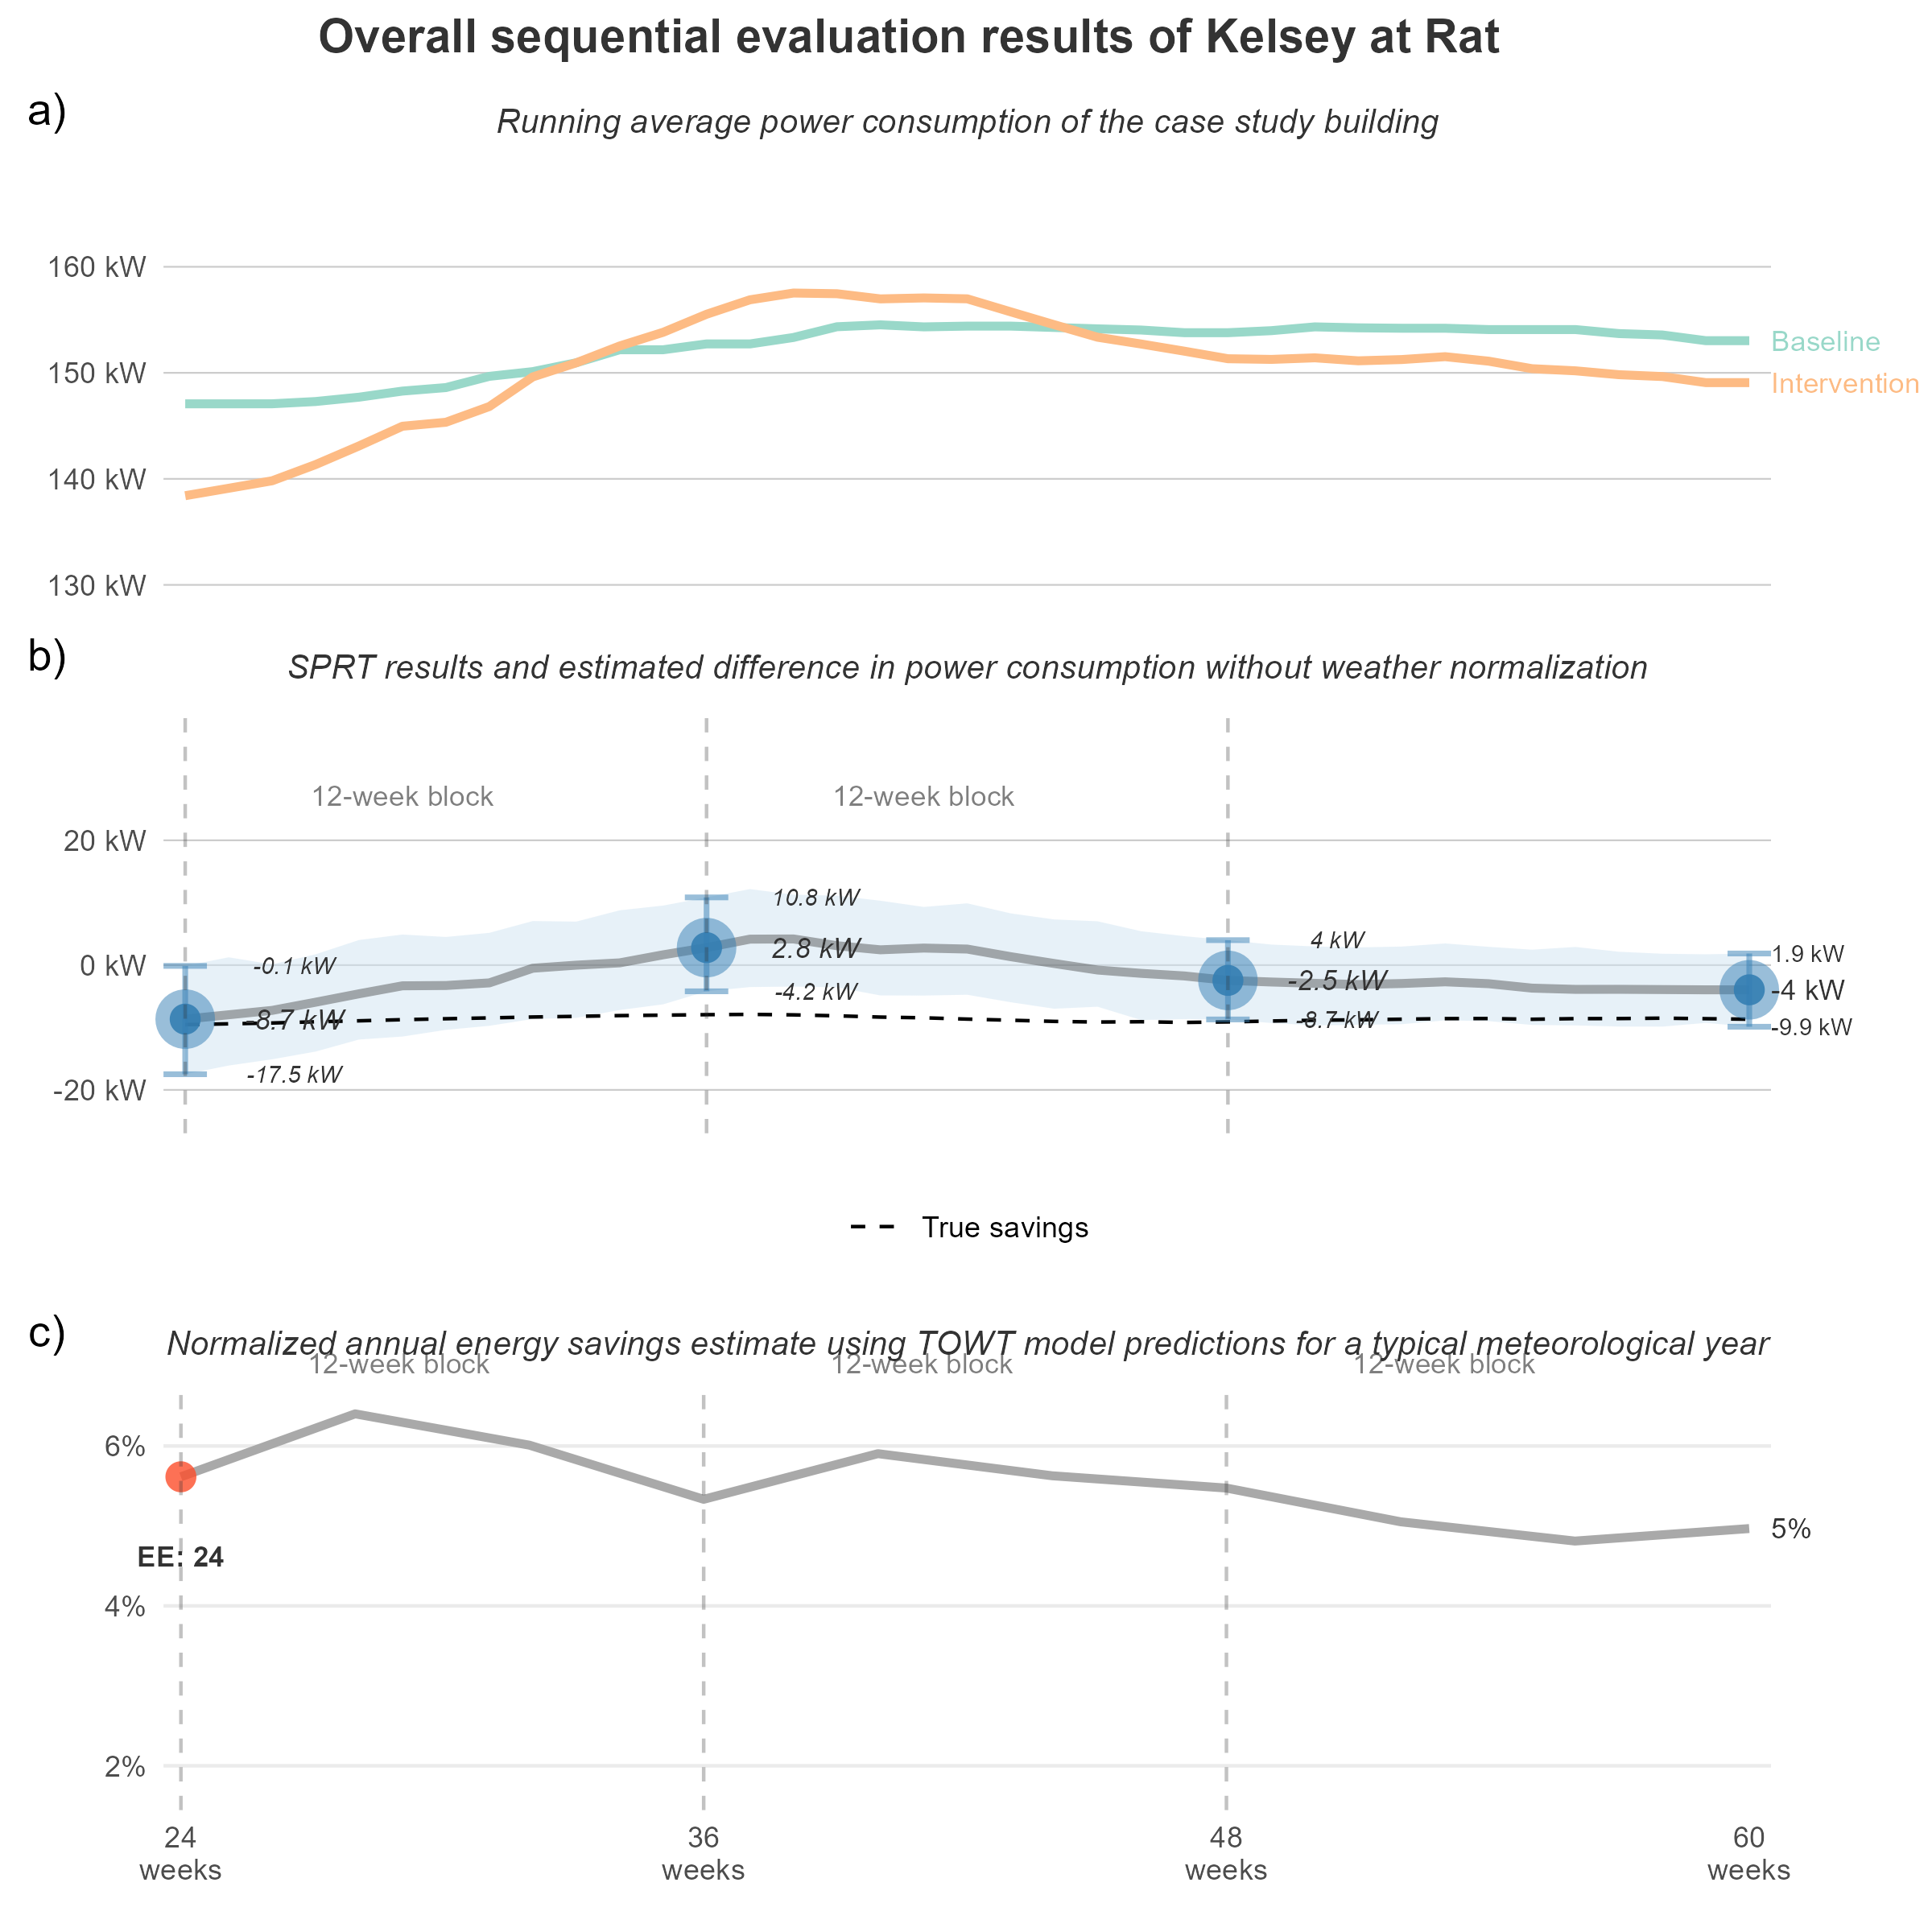 Overall sequential evaluation results of Kelsey at Rat
a)
Running average power consumption of the case study building
160 kW
150 kW
140 kW
130 kW
Baseline
Intervention
b)
SPRT results and estimated difference in power consumption without weather normalization
12-week block
12-week block
20 kW
0 kW
-20 kW
-0.1 kW
-8.7 kW
-17.5 kW
10.8 kW
2.8 kW
-4.2 kW
4 kW
-2.5 kW
-8.7 kW
1.9 kW
-4 kW
-9.9 kW
True savings
c)
Normalized annual energy savings estimate using TOWT model predictions for a typical meteorological year
12-week block
12-week block
12-week block
6%
4%
2%
EE: 24
5%
24
weeks
36
weeks
48
weeks
60
weeks